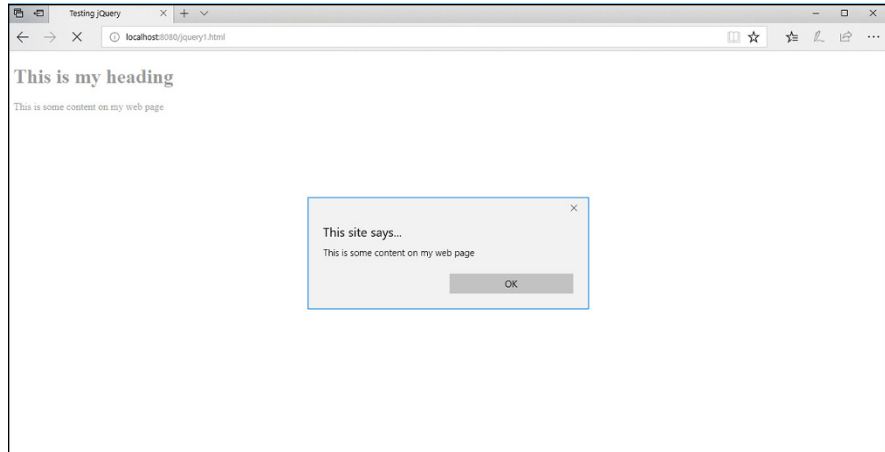 Testing jQuery
localhost:8080/jquery1.html
This is my heading
This is some content on my web page
This site says...
This is some content on my web page
OK